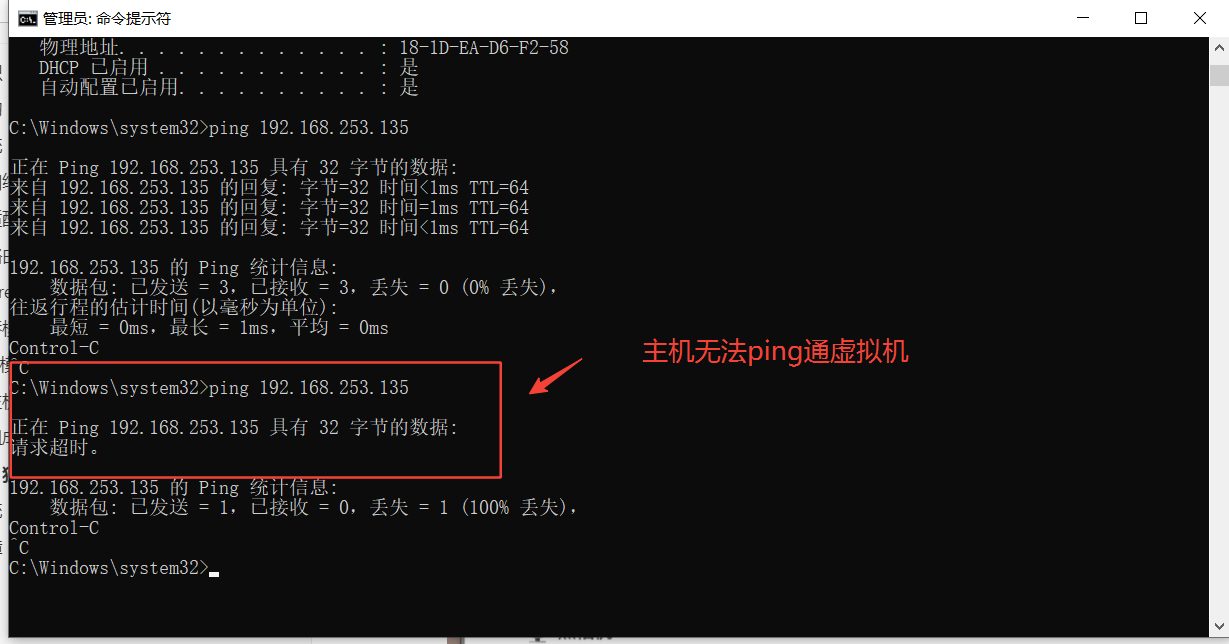 管理员: 命令提示符
物理地址. . . . . . . . . . . . . : 18-1D-EA-D6-F2-58
DHCP 已启用 . . . . . . . . . . . : 是
自动配置已启用. . . . . . . . . . : 是
C:\Windows\system32>ping 192.168.253.135
正在 Ping 192.168.253.135 具有 32 字节的数据:
来自 192.168.253.135 的回复: 字节=32 时间<1ms TTL=64
来自 192.168.253.135 的回复: 字节=32 时间=1ms TTL=64
来自 192.168.253.135 的回复: 字节=32 时间<1ms TTL=64
192.168.253.135 的 Ping 统计信息:
数据包: 已发送 = 3，已接收 = 3，丢失 = 0 (0% 丢失)，
往返行程的估计时间(以毫秒为单位):
最短 = 0ms，最长 = 1ms，平均 = 0ms
Control-C
^C
C:\Windows\system32>ping 192.168.253.135
主机无法ping通虚拟机
正在 Ping 192.168.253.135 具有 32 字节的数据:
请求超时。
192.168.253.135 的 Ping 统计信息:
数据包: 已发送 = 1，已接收 = 0，丢失 = 1 (100% 丢失)，
Control-C
^C
C:\Windows\system32>